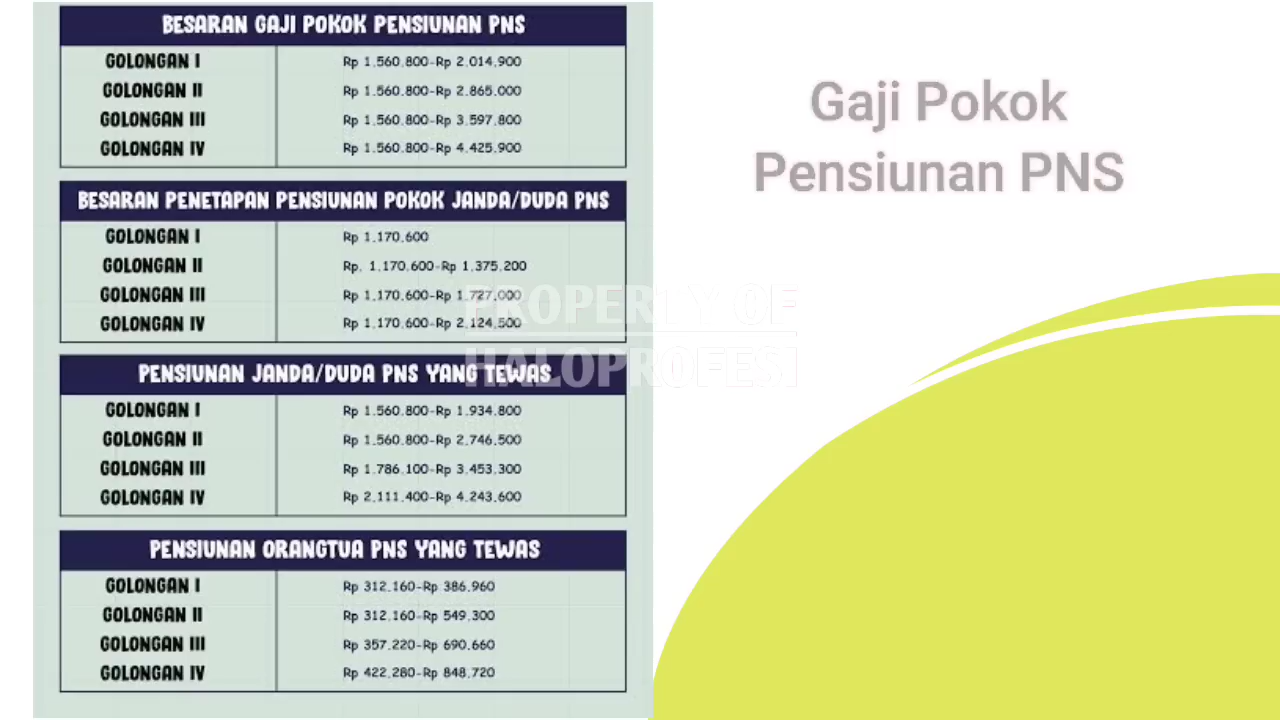 BESARAN GAJI POKOK PENSIUNAN PNS
GOLONGAN I Rp 1.560.800-Rp 2.014.900
GOLONGAN II Rp 1.560.800-Rp 2.865.000
GOLONGAN III Rp 1.560.800-Rp 3.597.800
GOLONGAN IV Rp 1.560.800-Rp 4.425.900
BESARAN PENETAPAN PENSIUNAN POKOK JANDA/DUDA PNS
GOLONGAN I Rp 1.170.600
GOLONGAN II Rp. 1.170.600-Rp 1.375.200
GOLONGAN III Rp 1.170.600-Rp 1.727.000
GOLONGAN IV Rp 1.170.600-Rp 2.124.500
PENSIUNAN JANDA/DUDA PNS YANG TEWAS
GOLONGAN I Rp 1.560.800-Rp 1.934.800
GOLONGAN II Rp 1.560.800-Rp 2.746.500
GOLONGAN III Rp 1.786.100-Rp 3.453.300
GOLONGAN IV Rp 2.111.400-Rp 4.243.600
PENSIUNAN ORANGTUA PNS YANG TEWAS
GOLONGAN I Rp 312.160-Rp 386.960
GOLONGAN II Rp 312.160-Rp 549.300
GOLONGAN III Rp 357.220-Rp 690.660
GOLONGAN IV Rp 422.280-Rp 848.720
Gaji Pokok
Pensiunan PNS
PROPERTY OF
HALOPROFESI